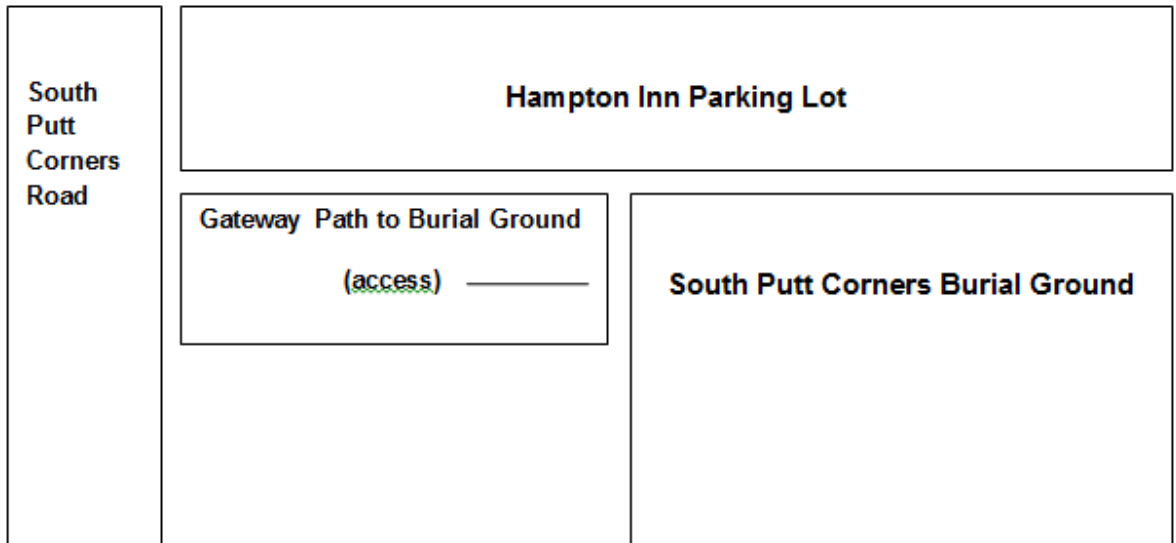 South
Putt
Corners
Road
Hampton Inn Parking Lot
Gateway Path to Burial Ground
(access)
South Putt Corners Burial Ground